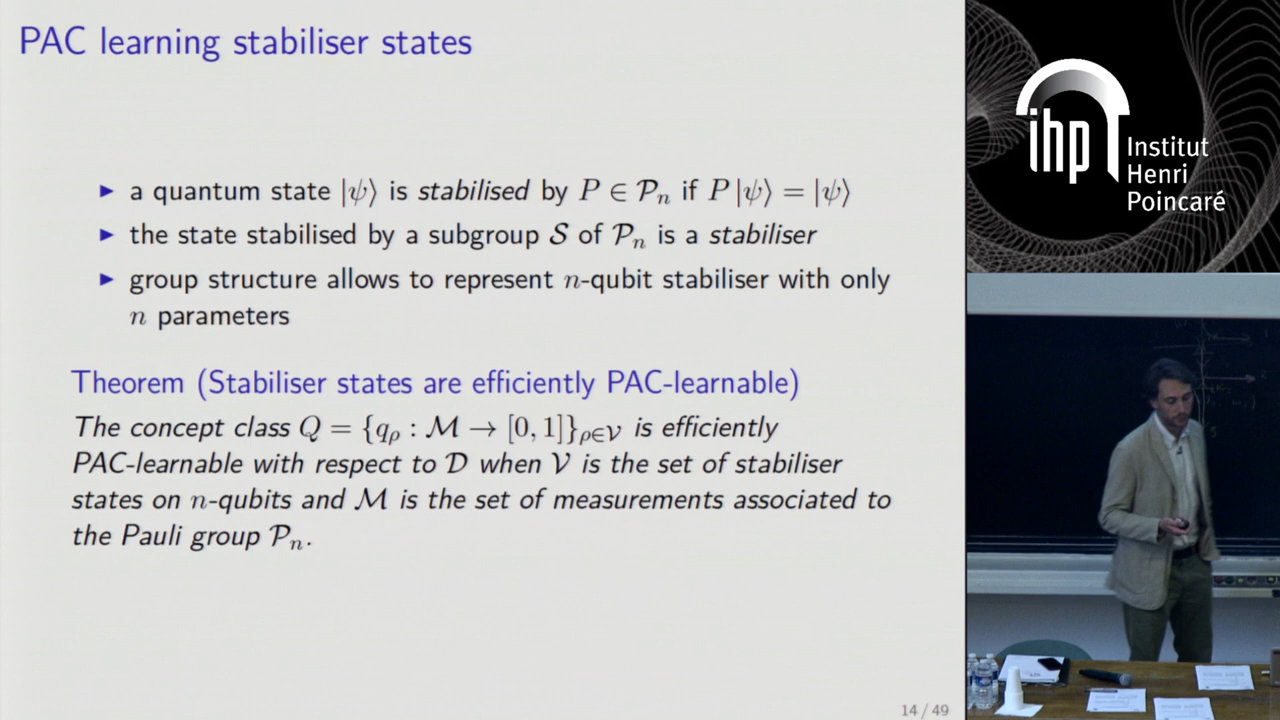 PAC learning stabiliser states
▶ a quantum state |ψ⟩ is stabilised by P ∈ 𝒫ₙ if P|ψ⟩ = |ψ⟩
▶ the state stabilised by a subgroup 𝒮 of 𝒫ₙ is a stabiliser
▶ group structure allows to represent n-qubit stabiliser with only
n parameters
Theorem (Stabiliser states are efficiently PAC-learnable)
The concept class Q = {q_ρ : ℳ → [0, 1]}_{ρ∈𝒱} is efficiently
PAC-learnable with respect to 𝒟 when 𝒱 is the set of stabiliser
states on n-qubits and ℳ is the set of measurements associated to
the Pauli group 𝒫ₙ.
14 / 49
ihp
Institut
Henri
Poincaré